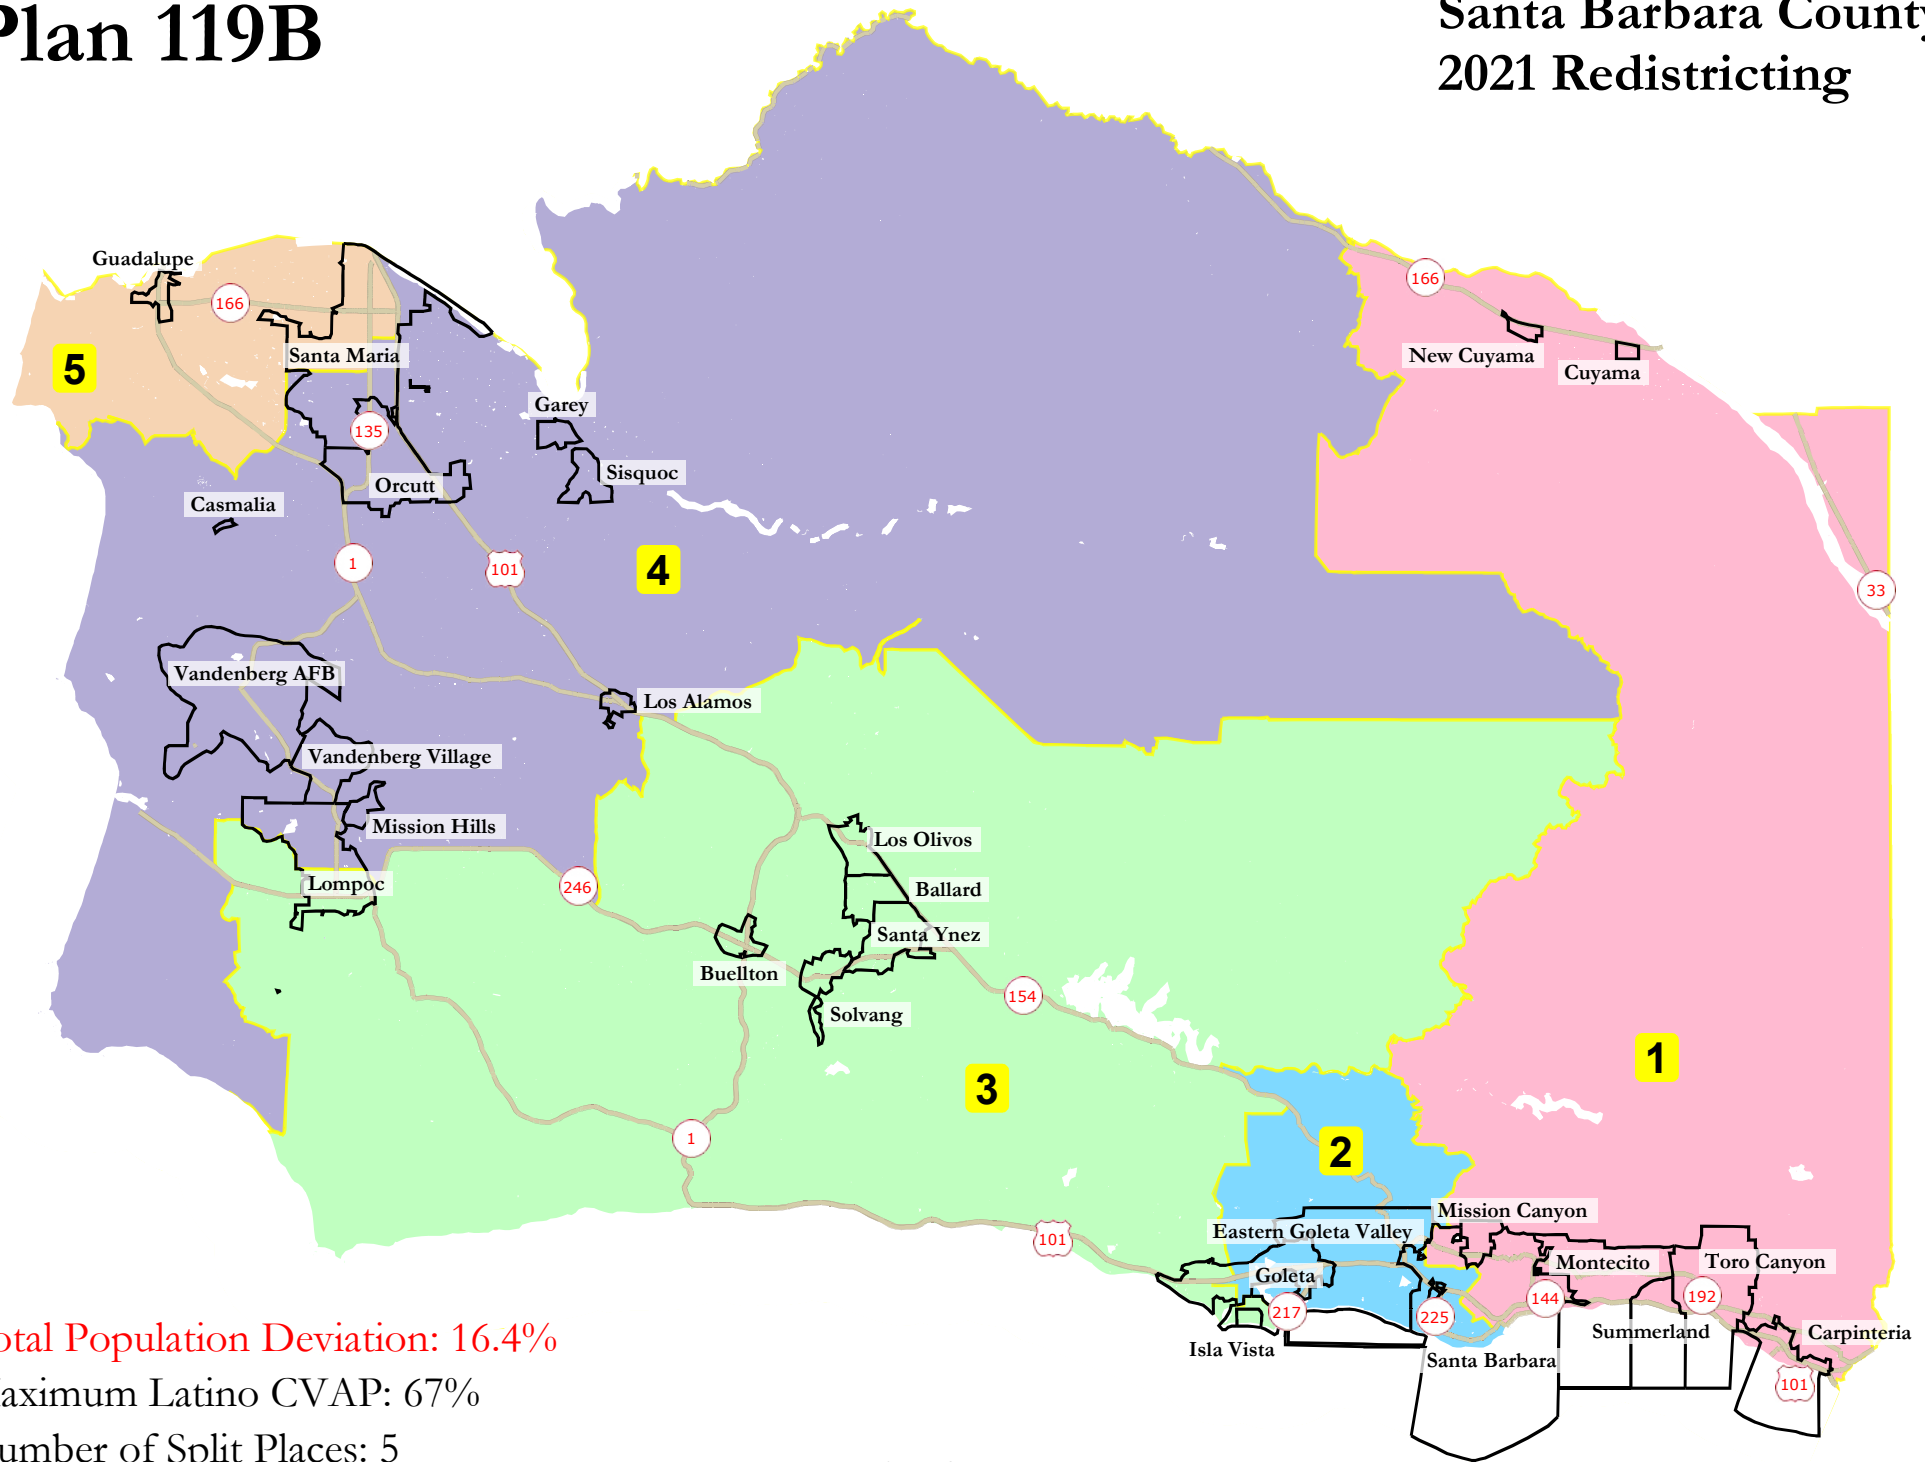 Plan 119B
Santa Barbara County
2021 Redistricting
Guadalupe
166
5
Santa Maria
135
Garey
Sisquoc
Orcutt
Casmalia
1
101
4
166
New Cuyama
Cuyama
33
Vandenberg AFB
Los Alamos
Vandenberg Village
Mission Hills
Lompoc
246
Los Olivos
Ballard
Santa Ynez
Buellton
Solvang
154
3
1
1
2
101
Mission Canyon
Eastern Goleta Valley
Goleta
Montecito
Toro Canyon
217
225
144
192
Isla Vista
Santa Barbara
Summerland
Carpinteria
101
otal Population Deviation: 16.4%
aximum Latino CVAP: 67%
umber of Split Places: 5